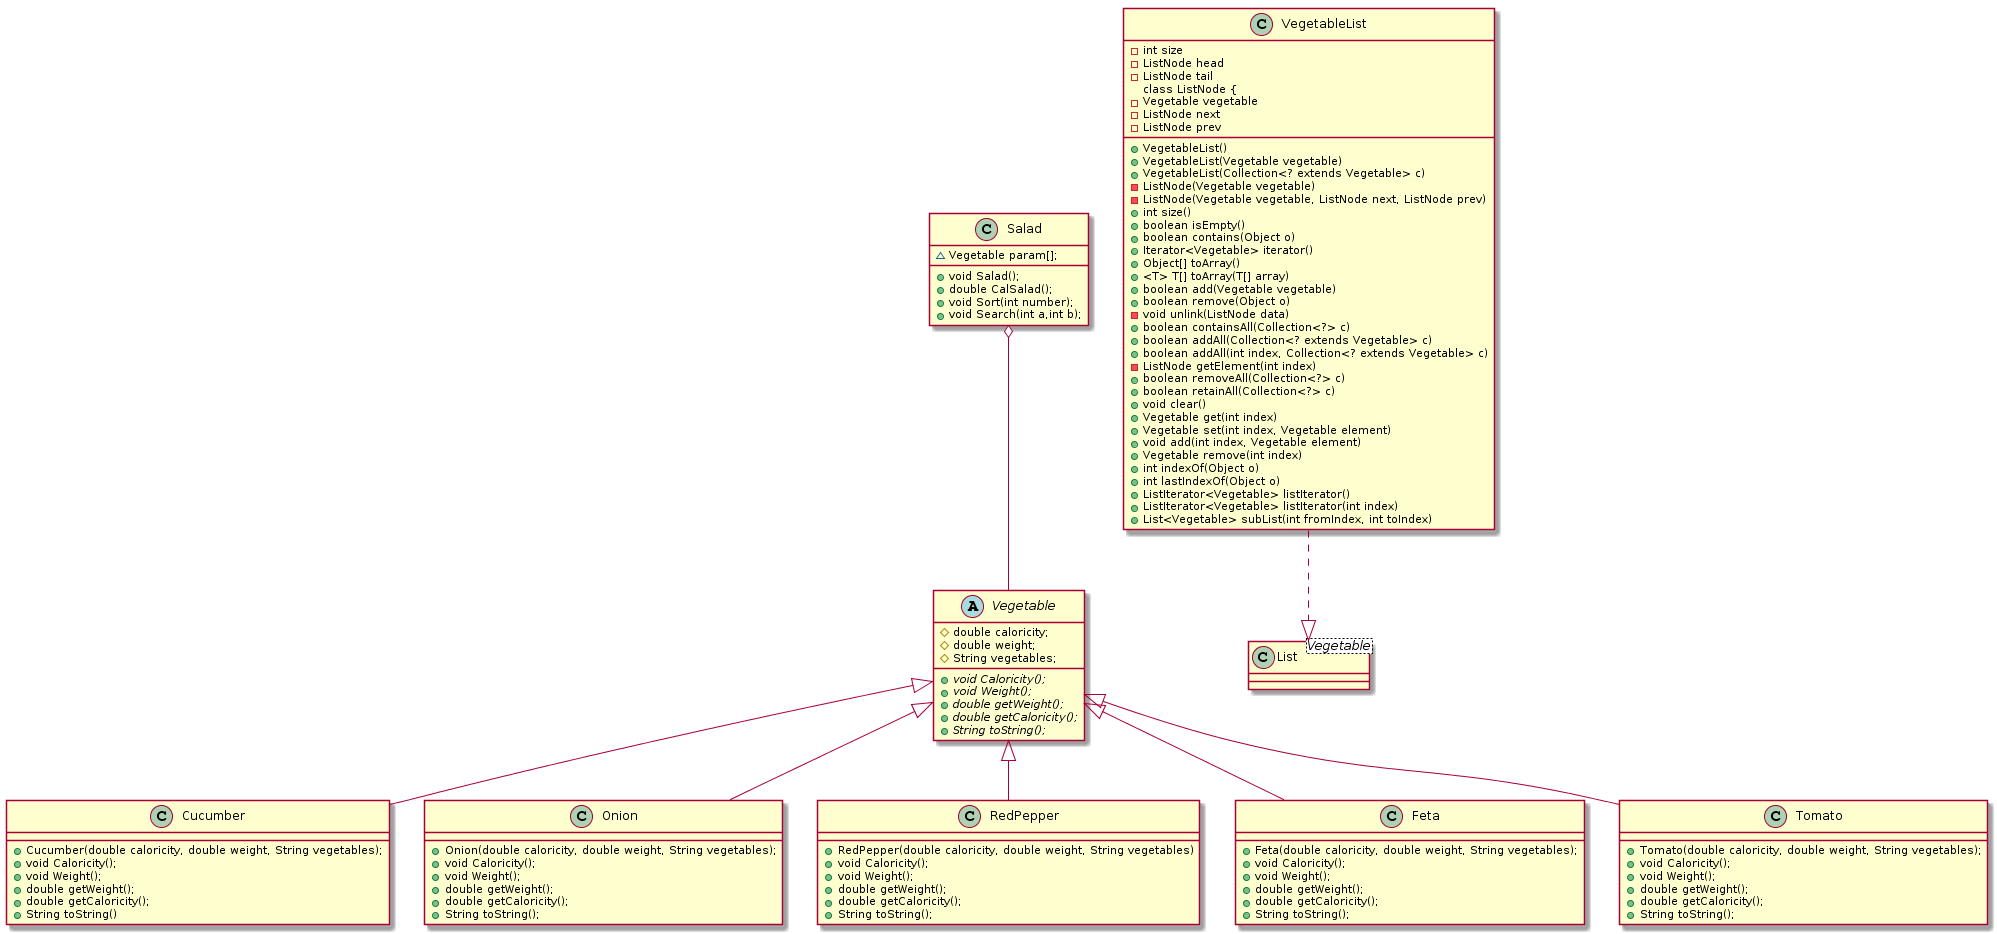 C VegetableList
int size
ListNode head
ListNode tail
class ListNode {
Vegetable vegetable
ListNode next
ListNode prev
VegetableList()
VegetableList(Vegetable vegetable)
VegetableList(Collection<? extends Vegetable> c)
ListNode(Vegetable vegetable)
ListNode(Vegetable vegetable, ListNode next, ListNode prev)
int size()
boolean isEmpty()
boolean contains(Object o)
Iterator<Vegetable> iterator()
Object[] toArray()
<T> T[] toArray(T[] array)
boolean add(Vegetable vegetable)
boolean remove(Object o)
void unlink(ListNode data)
boolean containsAll(Collection<?> c)
boolean addAll(Collection<? extends Vegetable> c)
boolean addAll(int index, Collection<? extends Vegetable> c)
ListNode getElement(int index)
boolean removeAll(Collection<?> c)
boolean retainAll(Collection<?> c)
void clear()
Vegetable get(int index)
Vegetable set(int index, Vegetable element)
void add(int index, Vegetable element)
Vegetable remove(int index)
int indexOf(Object o)
int lastIndexOf(Object o)
ListIterator<Vegetable> listIterator()
ListIterator<Vegetable> listIterator(int index)
List<Vegetable> subList(int fromIndex, int toIndex)
C Salad
Vegetable param[];
void Salad();
double CalSalad();
void Sort(int number);
void Search(int a,int b);
A Vegetable
double caloricity;
double weight;
String vegetables;
void Caloricity();
void Weight();
double getWeight();
double getCaloricity();
String toString();
Vegetable
C List
C Cucumber
Cucumber(double caloricity, double weight, String vegetables);
void Caloricity();
void Weight();
double getWeight();
double getCaloricity();
String toString()
C Onion
Onion(double caloricity, double weight, String vegetables);
void Caloricity();
void Weight();
double getWeight();
double getCaloricity();
String toString();
C RedPepper
RedPepper(double caloricity, double weight, String vegetables)
void Caloricity();
void Weight();
double getWeight();
double getCaloricity();
String toString();
C Feta
Feta(double caloricity, double weight, String vegetables);
void Caloricity();
void Weight();
double getWeight();
double getCaloricity();
String toString();
C Tomato
Tomato(double caloricity, double weight, String vegetables);
void Caloricity();
void Weight();
double getWeight();
double getCaloricity();
String toString();